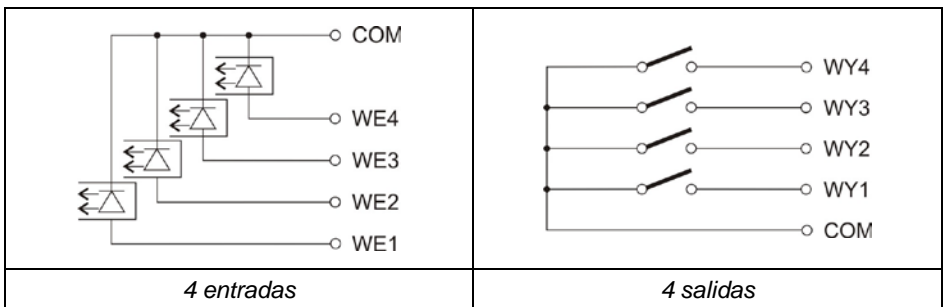 COM
WE4
WE3
WE2
WE1
4 entradas
WY4
WY3
WY2
WY1
COM
4 salidas